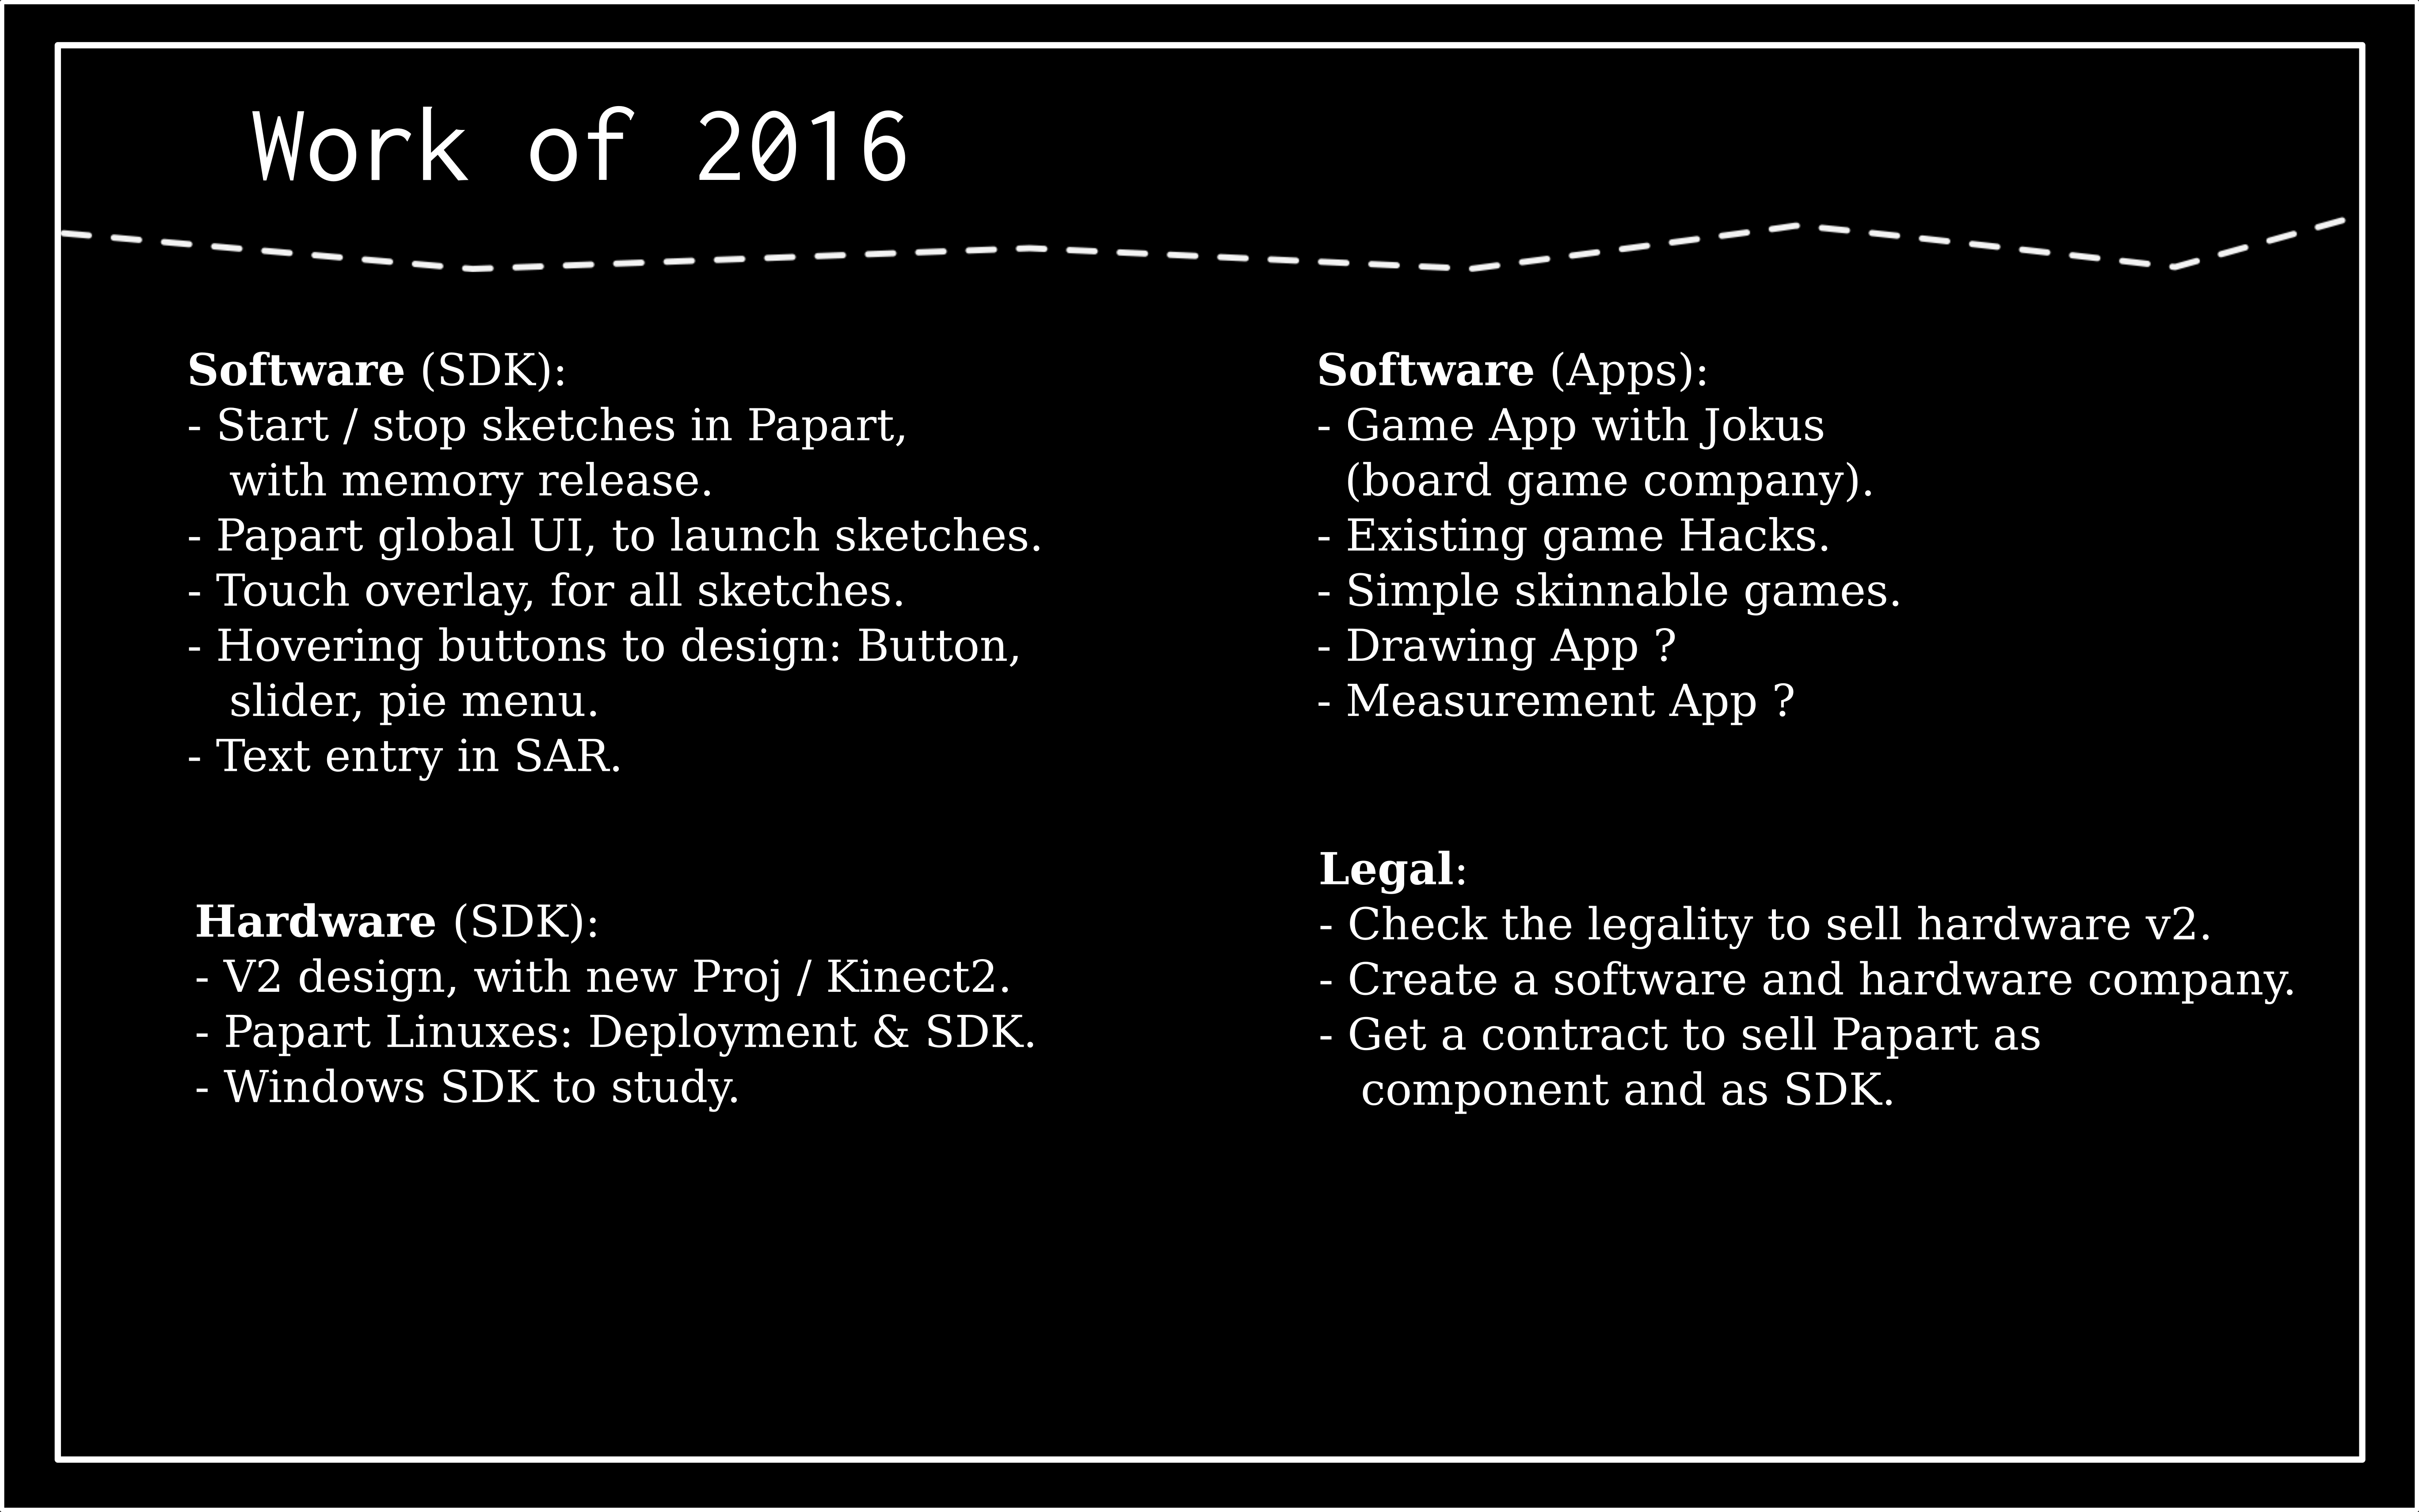 Work of 2016
Software (SDK):
- Start / stop sketches in Papart,
with memory release.
- Papart global UI, to launch sketches.
- Touch overlay, for all sketches.
- Hovering buttons to design: Button,
slider, pie menu.
- Text entry in SAR.
Hardware (SDK):
- V2 design, with new Proj / Kinect2.
- Papart Linuxes: Deployment & SDK.
- Windows SDK to study.
Software (Apps):
- Game App with Jokus
(board game company).
- Existing game Hacks.
- Simple skinnable games.
- Drawing App ?
- Measurement App ?
Legal:
- Check the legality to sell hardware v2.
- Create a software and hardware company.
- Get a contract to sell Papart as
component and as SDK.